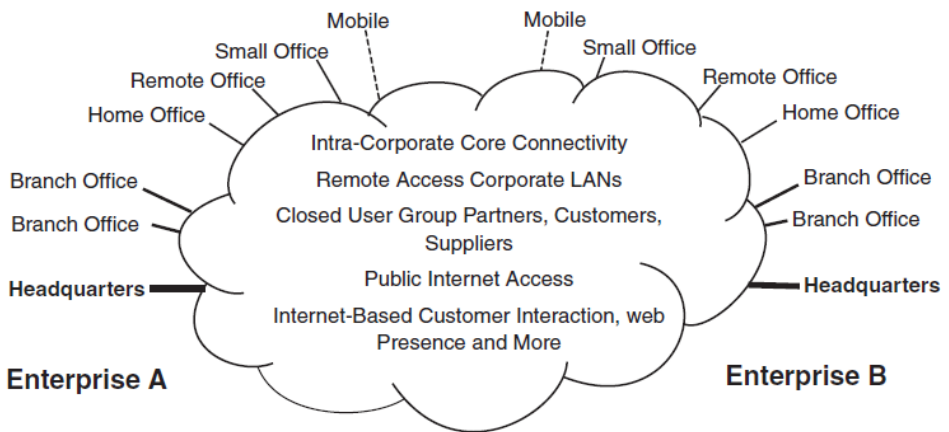 Mobile
Mobile
Small Office
Small Office
Remote Office
Remote Office
Home Office
Home Office
Intra-Corporate Core Connectivity
Branch Office
Remote Access Corporate LANs
Branch Office
Branch Office
Closed User Group Partners, Customers,
Suppliers
Branch Office
Headquarters
Public Internet Access
Headquarters
Internet-Based Customer Interaction, web
Presence and More
Enterprise A
Enterprise B